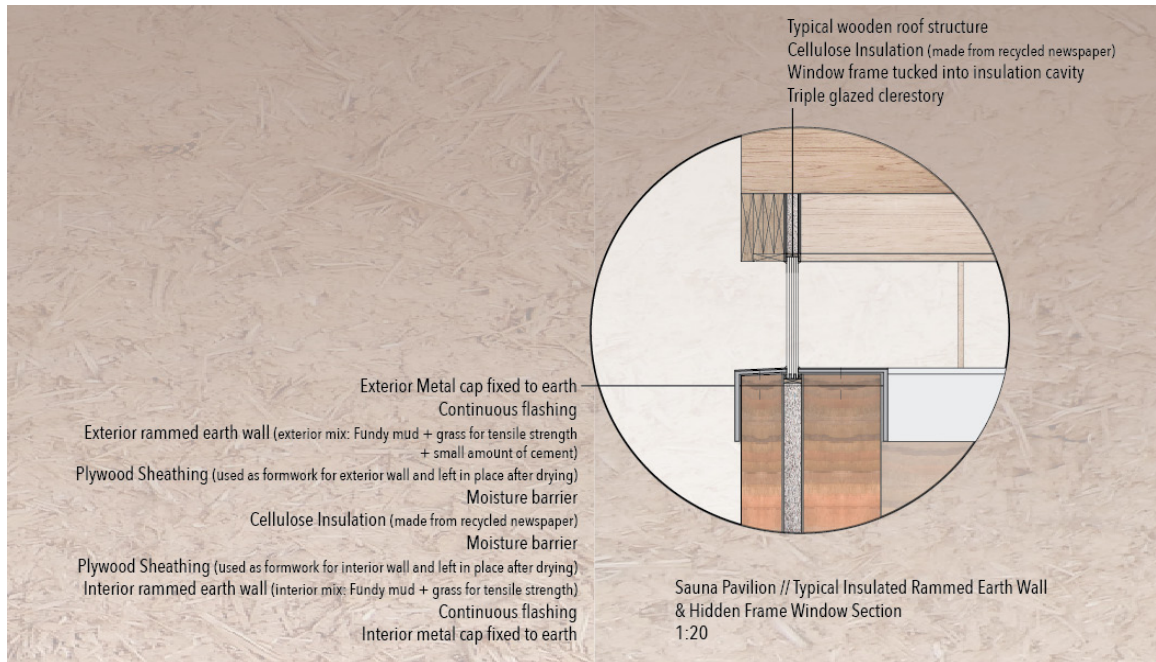 Typical wooden roof structure
Cellulose Insulation (made from recycled newspaper)
Window frame tucked into insulation cavity
Triple glazed clerestory
Exterior Metal cap fixed to earth
Continuous flashing
Exterior rammed earth wall (exterior mix: Fundy mud + grass for tensile strength
+ small amount of cement)
Plywood Sheathing (used as formwork for exterior wall and left in place after drying)
Moisture barrier
Cellulose Insulation (made from recycled newspaper)
Moisture barrier
Plywood Sheathing (used as formwork for interior wall and left in place after drying)
Interior rammed earth wall (interior mix: Fundy mud + grass for tensile strength)
Continuous flashing
Interior metal cap fixed to earth
Sauna Pavilion // Typical Insulated Rammed Earth Wall
& Hidden Frame Window Section
1:20